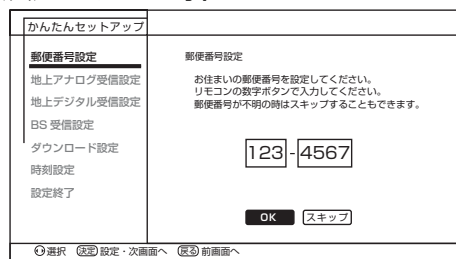 かんたんセットアップ
郵便番号設定
地上アナログ受信設定
地上デジタル受信設定
BS 受信設定
ダウンロード設定
時刻設定
設定終了
郵便番号設定
お住まいの郵便番号を設定してください。
リモコンの数字ボタンで入力してください。
郵便番号が不明の時はスキップすることもできます。
123-4567
OK スキップ
選択 決定 設定・次画面へ 戻る 前画面へ